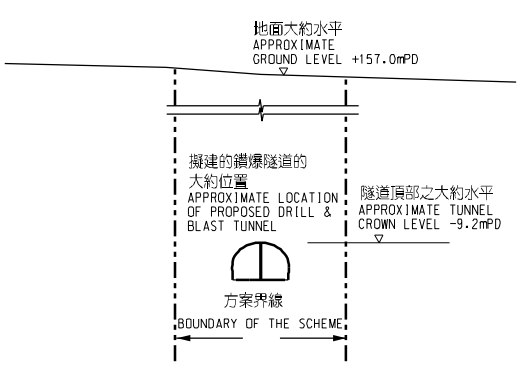 地面大約水平
APPROXIMATE
GROUND LEVEL +157.0mPD
擬建的鑽爆隧道的
大約位置
APPROXIMATE LOCATION
OF PROPOSED DRILL &
BLAST TUNNEL
隧道頂部之大約水平
APPROXIMATE TUNNEL
CROWN LEVEL -9.2mPD
方案界線
BOUNDARY OF THE SCHEME